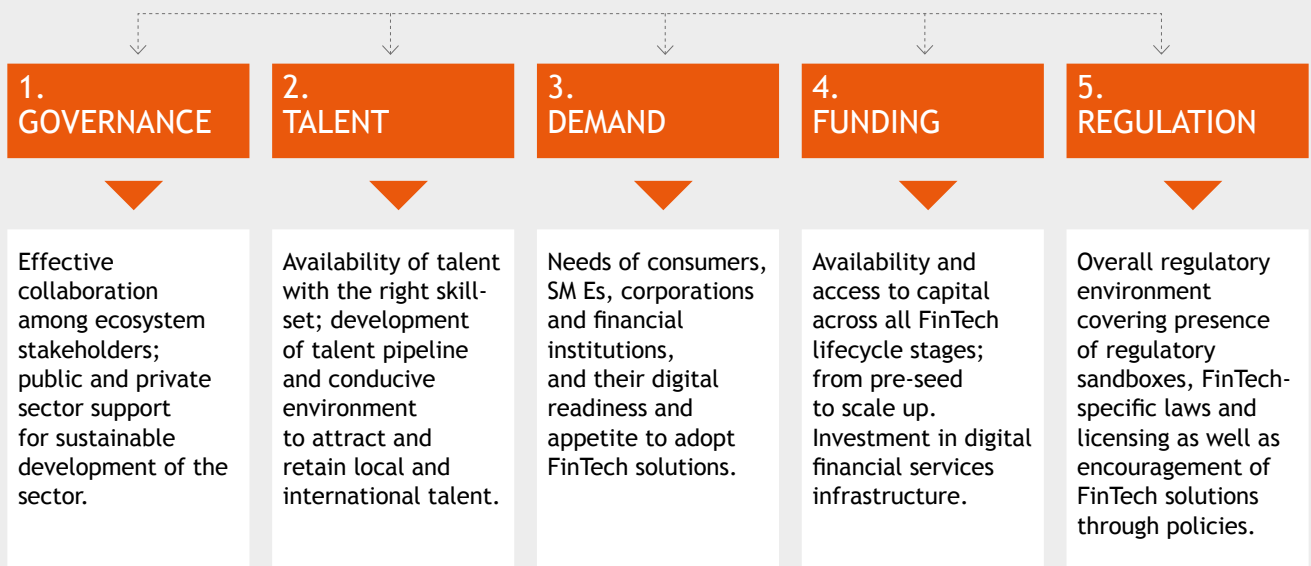 1.
GOVERNANCE
Effective
collaboration
among ecosystem
stakeholders;
public and private
sector support
for sustainable
development of the
sector.
2.
TALENT
Availability of talent
with the right skill-
set; development
of talent pipeline
and conducive
environment
to attract and
retain local and
international talent.
3.
DEMAND
Needs of consumers,
SM Es, corporations
and financial
institutions,
and their digital
readiness and
appetite to adopt
FinTech solutions.
4.
FUNDING
Availability and
access to capital
across all FinTech
lifecycle stages;
from pre-seed
to scale up.
Investment in digital
financial services
infrastructure.
5.
REGULATION
Overall regulatory
environment
covering presence
of regulatory
sandboxes, FinTech-
specific laws and
licensing as well as
encouragement of
FinTech solutions
through policies.